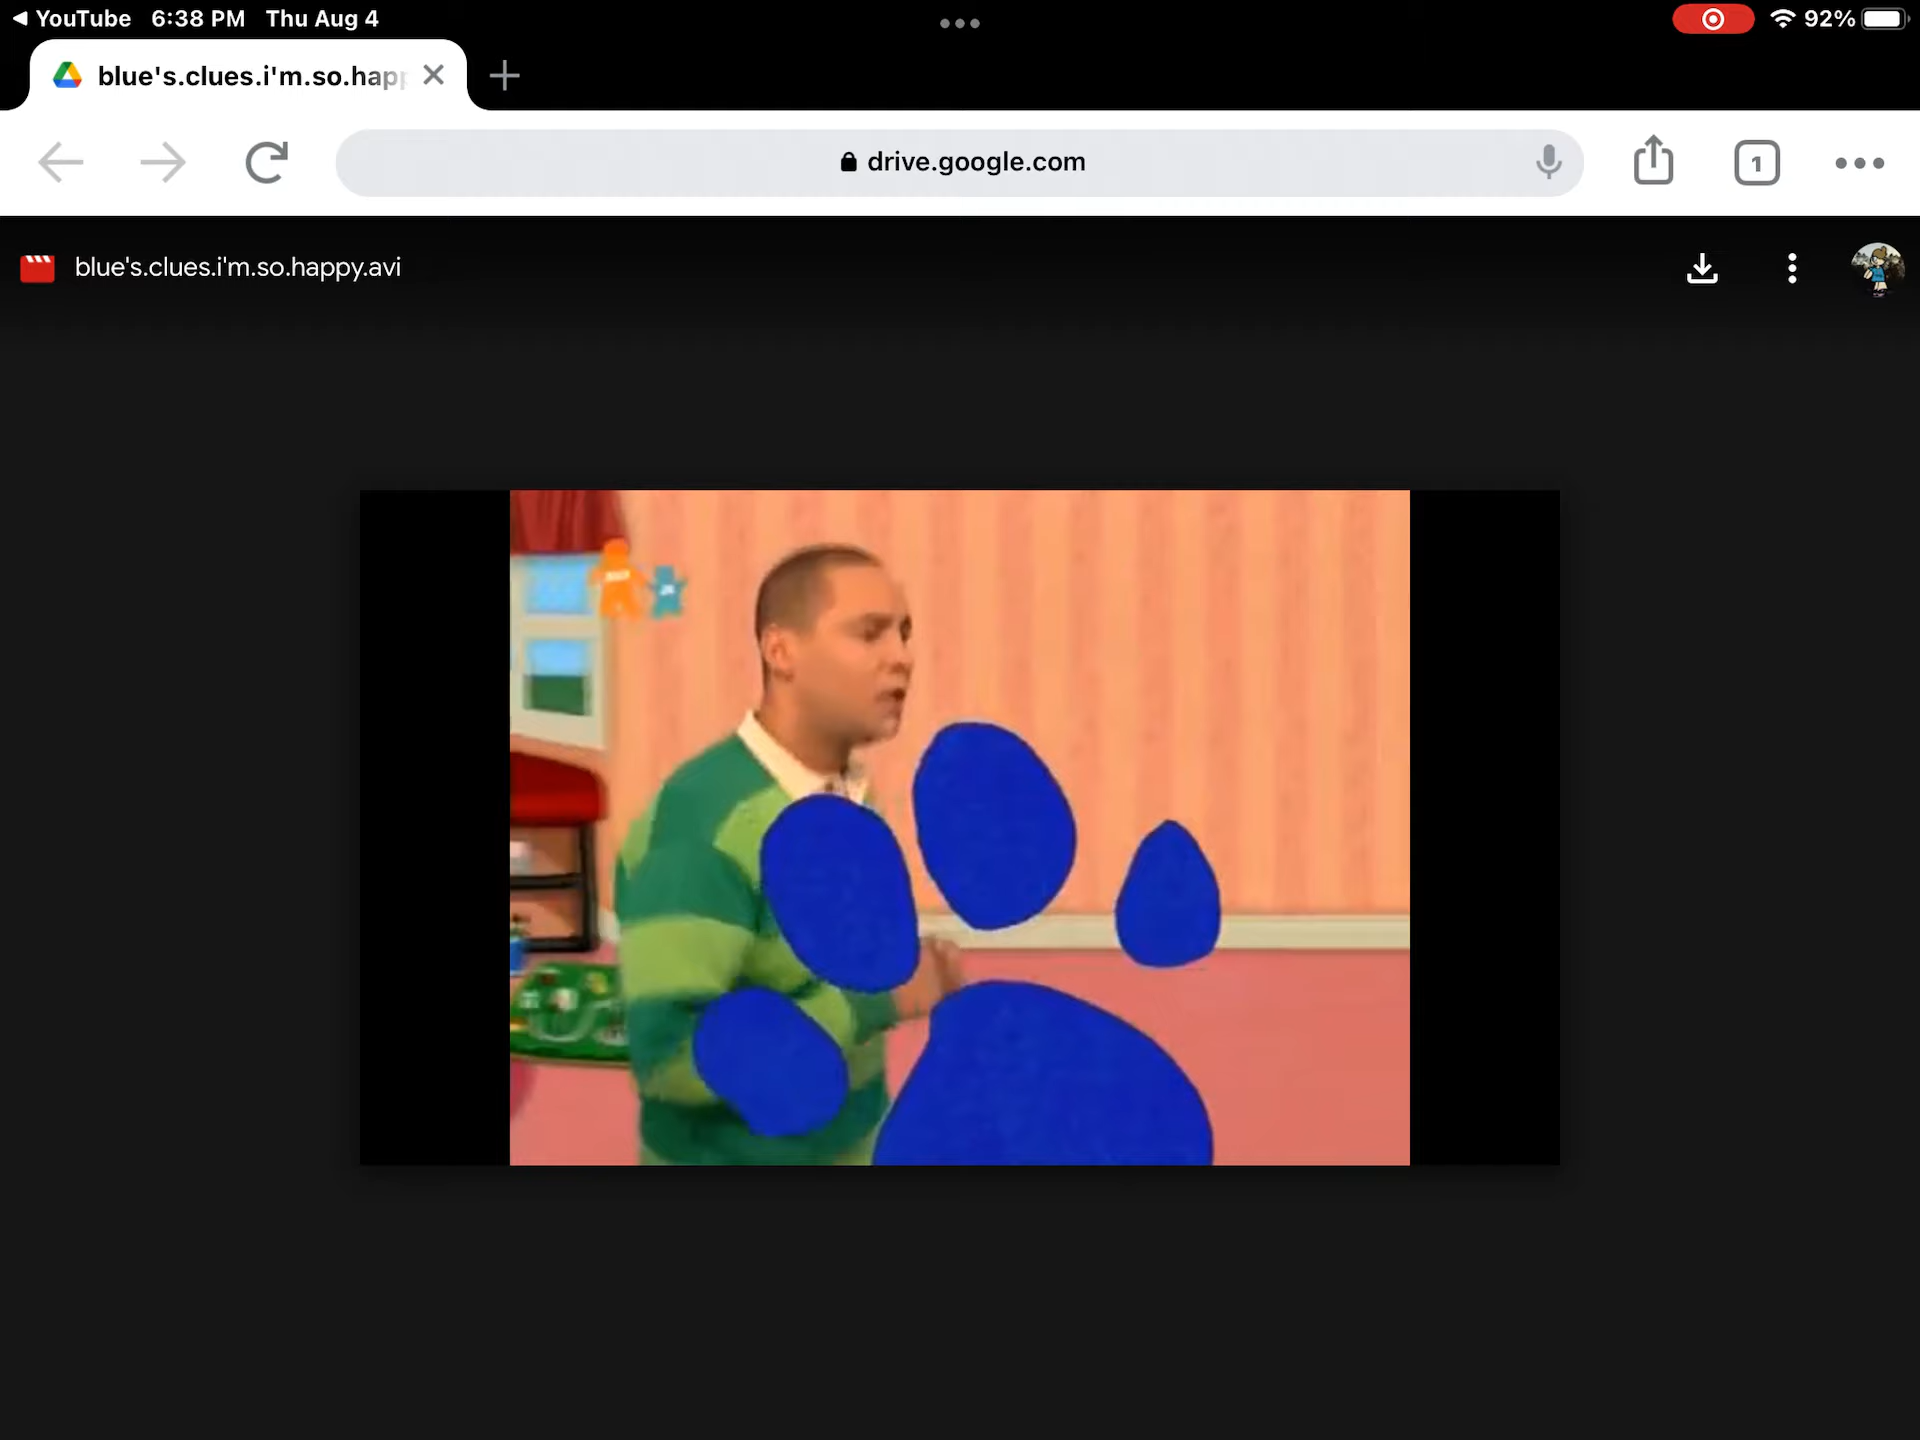 YouTube 6:38 PM Thu Aug 4
92%
blue's.clues.i'm.so.happ
drive.google.com
1
blue's.clues.i'm.so.happy.avi